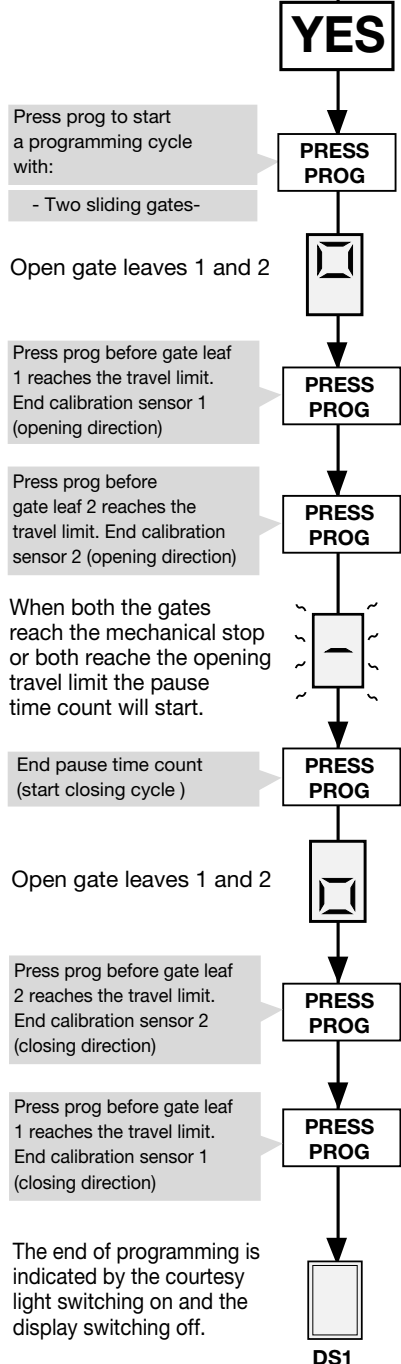 YES
Press prog to start
a programming cycle
with:
- Two sliding gates-
PRESS
PROG
Open gate leaves 1 and 2
Press prog before gate leaf
1 reaches the travel limit.
End calibration sensor 1
(opening direction)
PRESS
PROG
Press prog before
gate leaf 2 reaches the
travel limit. End calibration
sensor 2 (opening direction)
PRESS
PROG
When both the gates
reach the mechanical stop
or both reache the opening
travel limit the pause
time count will start.
End pause time count
(start closing cycle )
PRESS
PROG
Open gate leaves 1 and 2
Press prog before gate leaf
2 reaches the travel limit.
End calibration sensor 2
(closing direction)
PRESS
PROG
Press prog before gate leaf
1 reaches the travel limit.
End calibration sensor 1
(closing direction)
PRESS
PROG
The end of programming is
indicated by the courtesy
light switching on and the
display switching off.
DS1